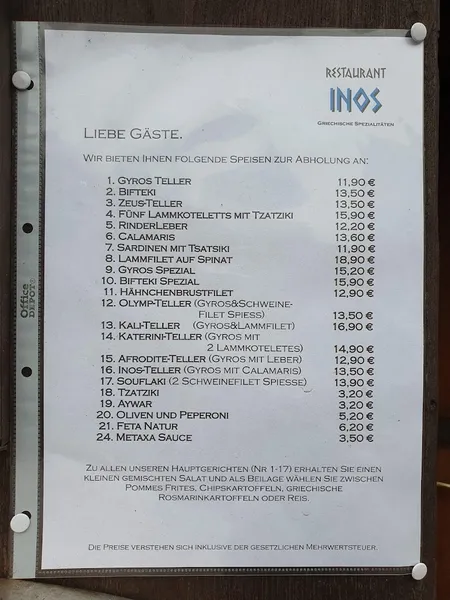 RESTAURANT
INOS
GRIECHISCHE SPEZIALITÄTEN
LIEBE GÄSTE.
WIR BIETEN IHNEN FOLGENDE SPEISEN ZUR ABHOLUNG AN:
1. GYROS TELLER 11,90 €
2. BIFTEKI 13,50 €
3. ZEUS-TELLER 13,50 €
4. FÜNF LAMMKOTELETTS MIT TZATZIKI 15,90 €
5. RINDERLEBER 12,20 €
6. CALAMARIS 13,60 €
7. SARDINEN MIT TSATSIKI 11,90 €
8. LAMMFILET AUF SPINAT 18,90 €
9. GYROS SPEZIAL 15,20 €
10. BIFTEKI SPEZIAL 15,90 €
11. HÄHNCHENBRUSTFILET 12,90 €
12. OLYMP-TELLER (GYROS&SCHWEINE-
FILET SPIESS) 13,50 €
13. KALI-TELLER (GYROS&LAMMFILET) 16,90 €
14. KATERINI-TELLER (GYROS MIT
2 LAMMKOTELETES) 14,90 €
15. AFRODITE-TELLER (GYROS MIT LEBER) 12,90 €
16. INOS-TELLER (GYROS MIT CALAMARIS) 13,50 €
17. SOUFLAKI (2 SCHWEINEFILET SPIESSE) 13,90 €
18. TZATZIKI 3,20 €
19. AYWAR 3,20 €
20. OLIVEN UND PEPERONI 5,20 €
21. FETA NATUR 6,20 €
24. METAXA SAUCE 3,50 €
ZU ALLEN UNSEREN HAUPTGERICHTEN (NR 1-17) ERHALTEN SIE EINEN
KLEINEN GEMISCHTEN SALAT UND ALS BEILAGE WÄHLEN SIE ZWISCHEN
POMMES FRITES, CHIPSKARTOFFELN, GRIECHISCHE
ROSMARINKARTOFFELN ODER REIS.
DIE PREISE VERSTEHEN SICH INKLUSIVE DER GESETZLICHEN MEHRWERTSTEUER.
Office
DEPOT